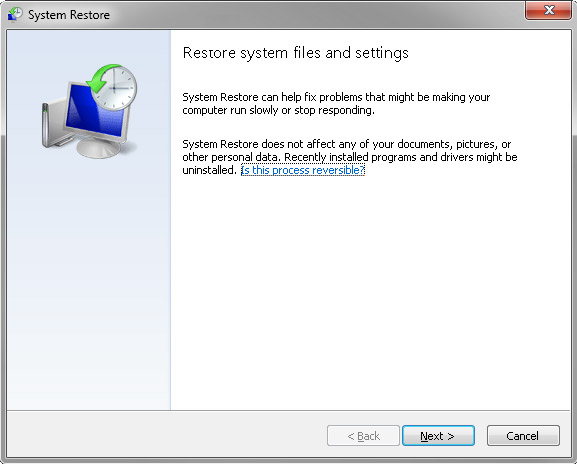 System Restore
Restore system files and settings
System Restore can help fix problems that might be making your
computer run slowly or stop responding.
System Restore does not affect any of your documents, pictures, or
other personal data. Recently installed programs and drivers might be
uninstalled. Is this process reversible?
< Back
Next >
Cancel